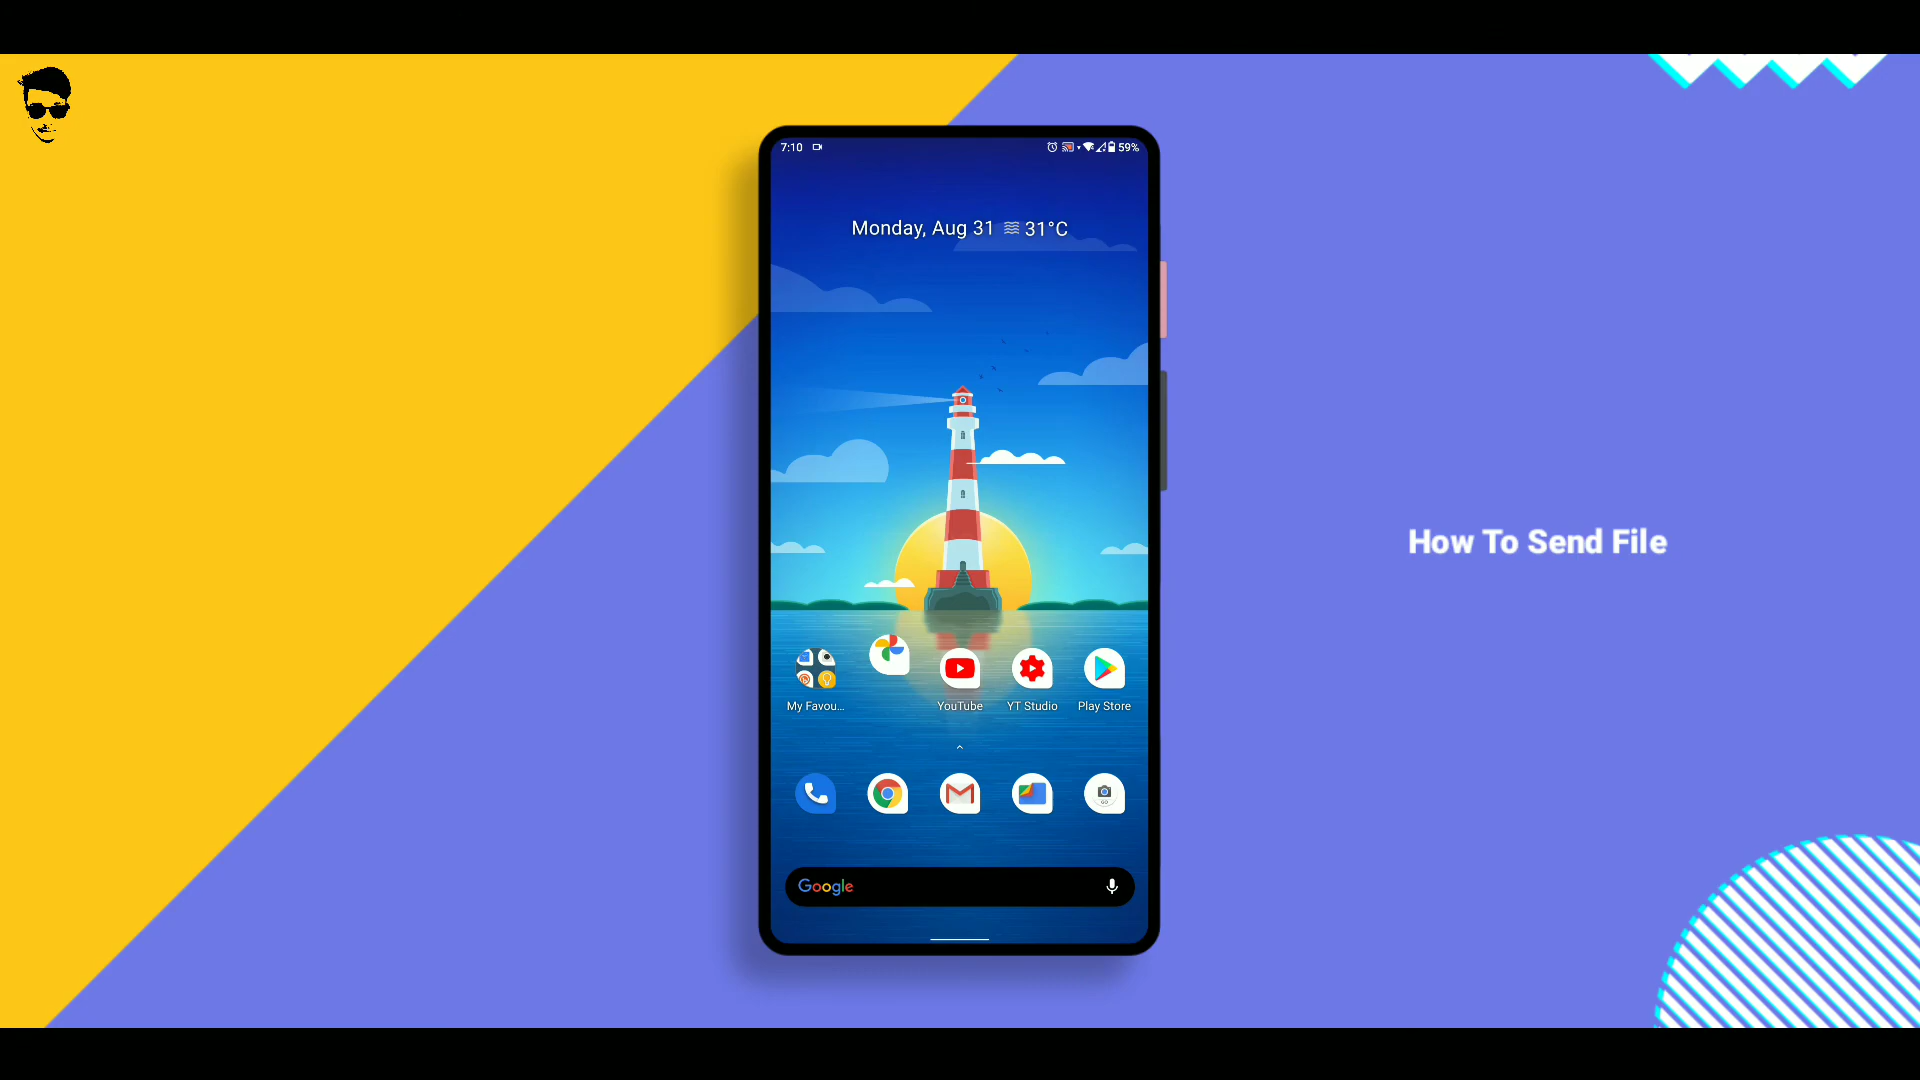 7:10
59%
Monday, Aug 31 31°C
My Favou...
YouTube
YT Studio
Play Store
GO
Google
How To Send File